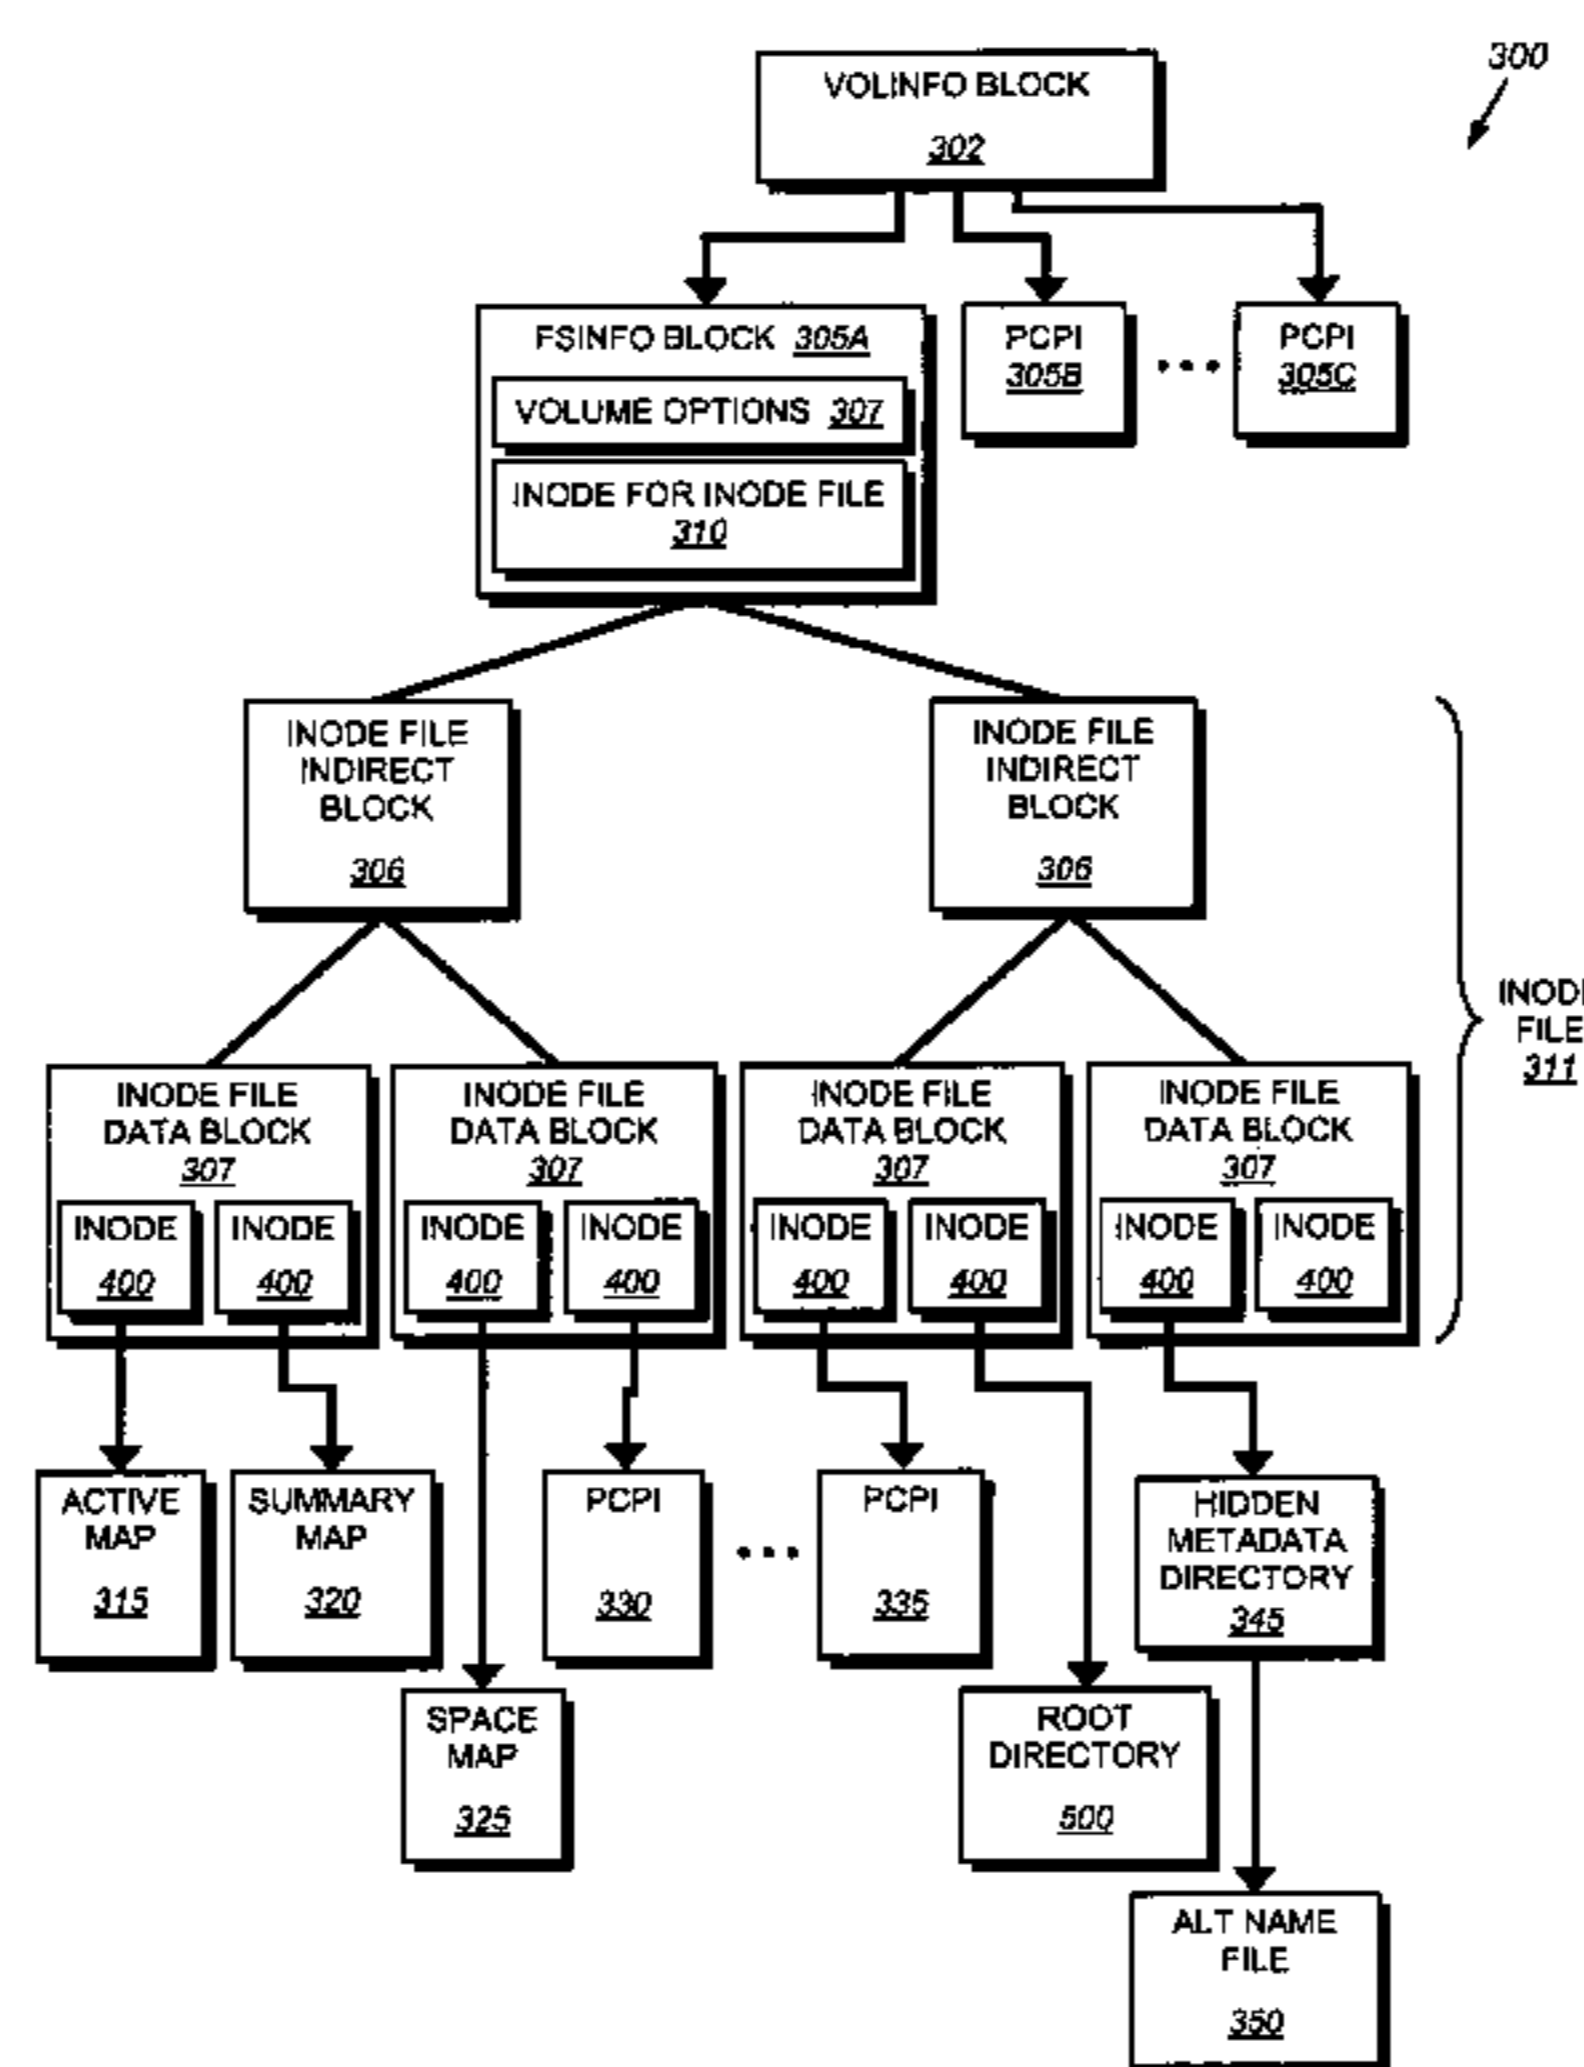 300
VOLINFO BLOCK
302
FSINFO BLOCK 305A
VOLUME OPTIONS 307
INODE FOR INODE FILE
310
PCPI
305B
PCPI
305C
INODE FILE
INDIRECT
BLOCK
306
INODE FILE
INDIRECT
BLOCK
306
INODE
FILE
311
INODE FILE
DATA BLOCK
307
INODE
400
INODE
400
INODE FILE
DATA BLOCK
307
INODE
400
INODE
400
INODE FILE
DATA BLOCK
307
INODE
400
INODE
400
INODE FILE
DATA BLOCK
307
INODE
400
INODE
400
ACTIVE
MAP
315
SUMMARY
MAP
320
SPACE
MAP
325
PCPI
330
PCPI
335
ROOT
DIRECTORY
500
HIDDEN
METADATA
DIRECTORY
345
ALT NAME
FILE
350